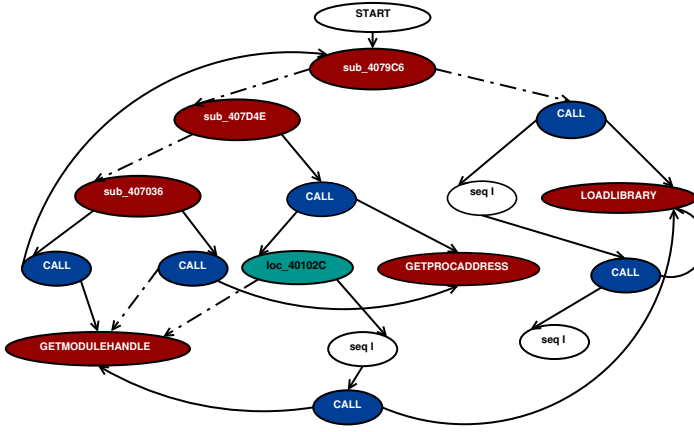 START
sub_4079C6
sub_407D4E
CALL
sub_407036
CALL
seq I
LOADLIBRARY
CALL
CALL
loc_40102C
GETPROCADDRESS
CALL
GETMODULEHANDLE
seq I
seq I
CALL